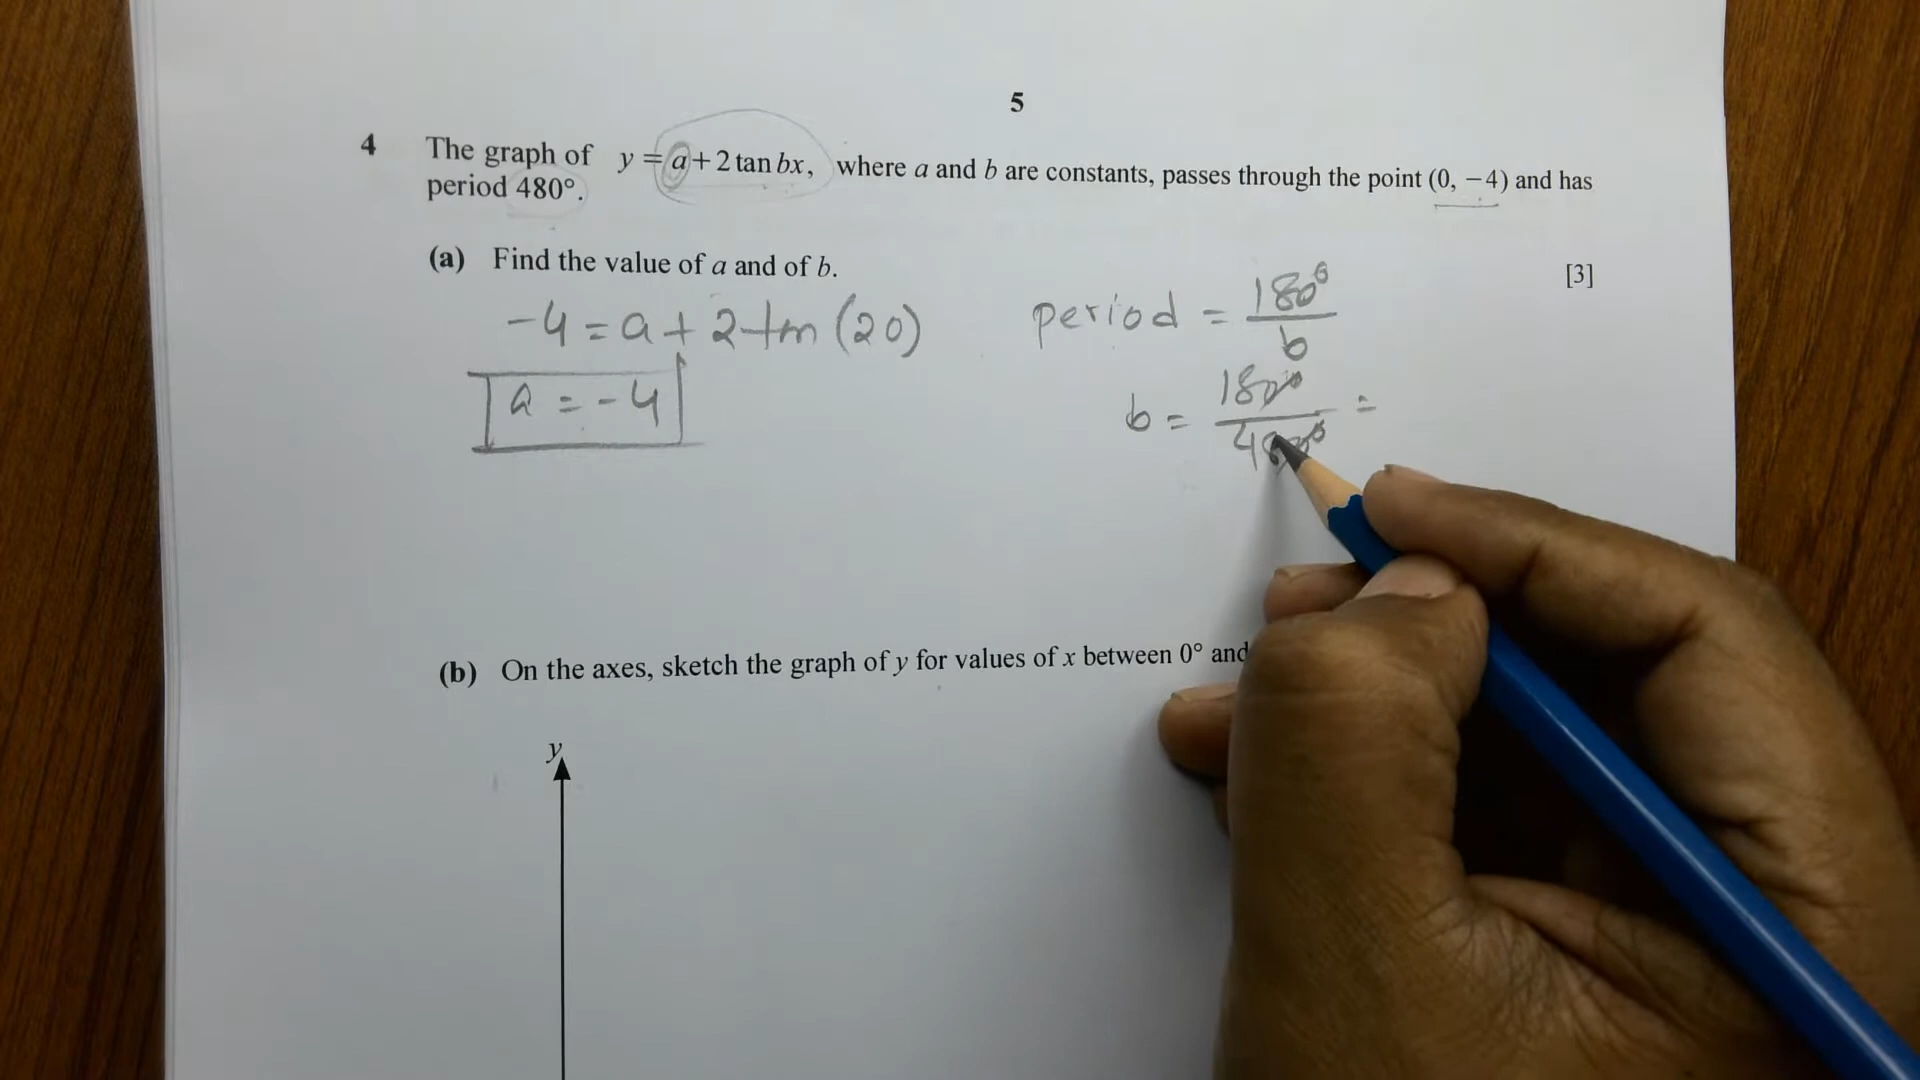 5
4 The graph of y = a + 2 tan bx, where a and b are constants, passes through the point (0, −4) and has
period 480°.
(a) Find the value of a and of b. [3]
-4 = a + 2 tan (20)
a = -4
period = 180°/b
b = 180/480° =
(b) On the axes, sketch the graph of y for values of x between 0° and
y